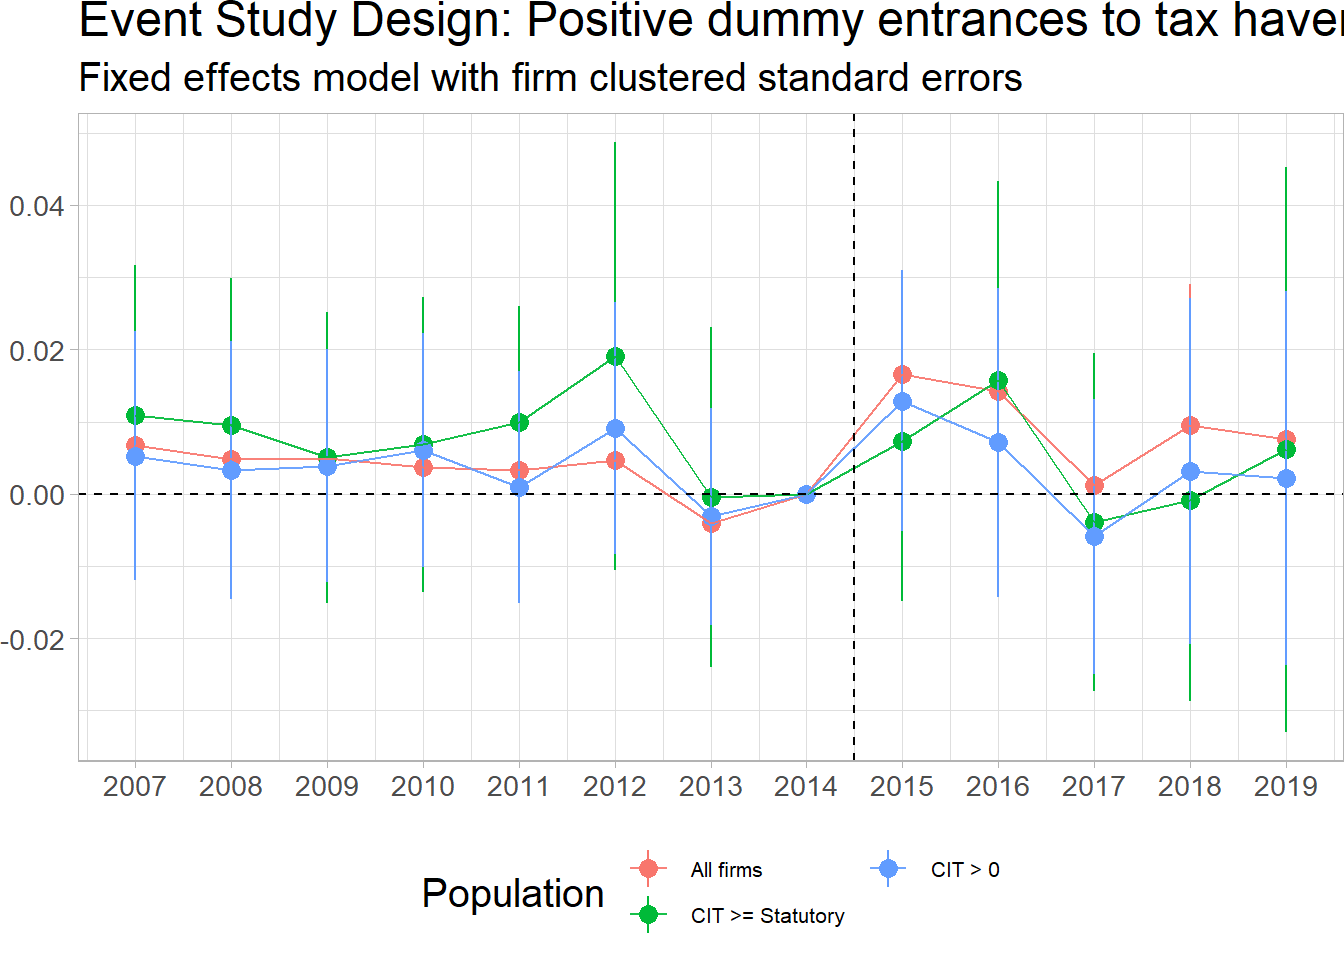 Event Study Design: Positive dummy entrances to tax haven
Fixed effects model with firm clustered standard errors
0.04
0.02
0.00
-0.02
2007 2008 2009 2010 2011 2012 2013 2014 2015 2016 2017 2018 2019
Population
All firms
CIT > 0
CIT >= Statutory